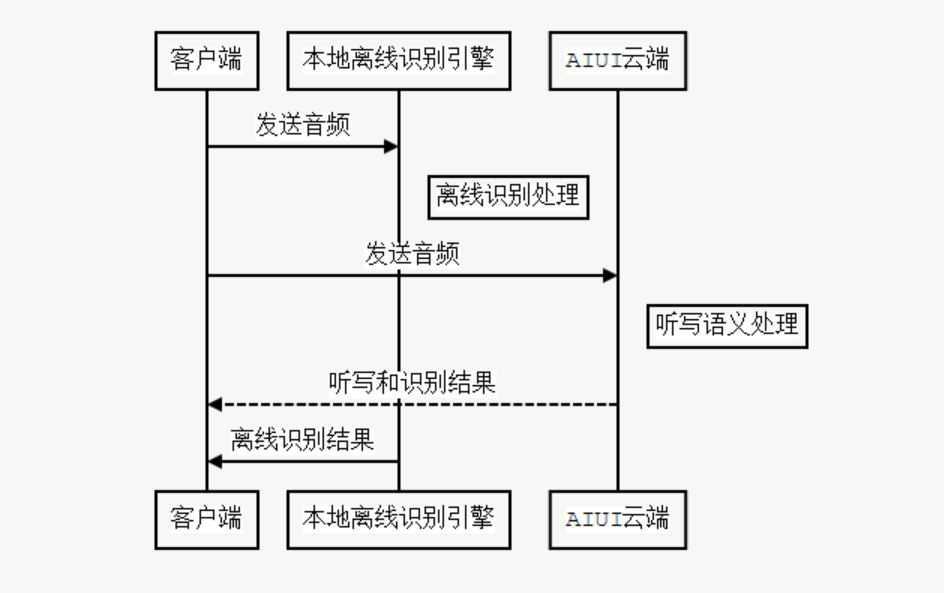 客户端
本地离线识别引擎
AIUI云端
发送音频
离线识别处理
发送音频
听写语义处理
听写和识别结果
离线识别结果
客户端
本地离线识别引擎
AIUI云端